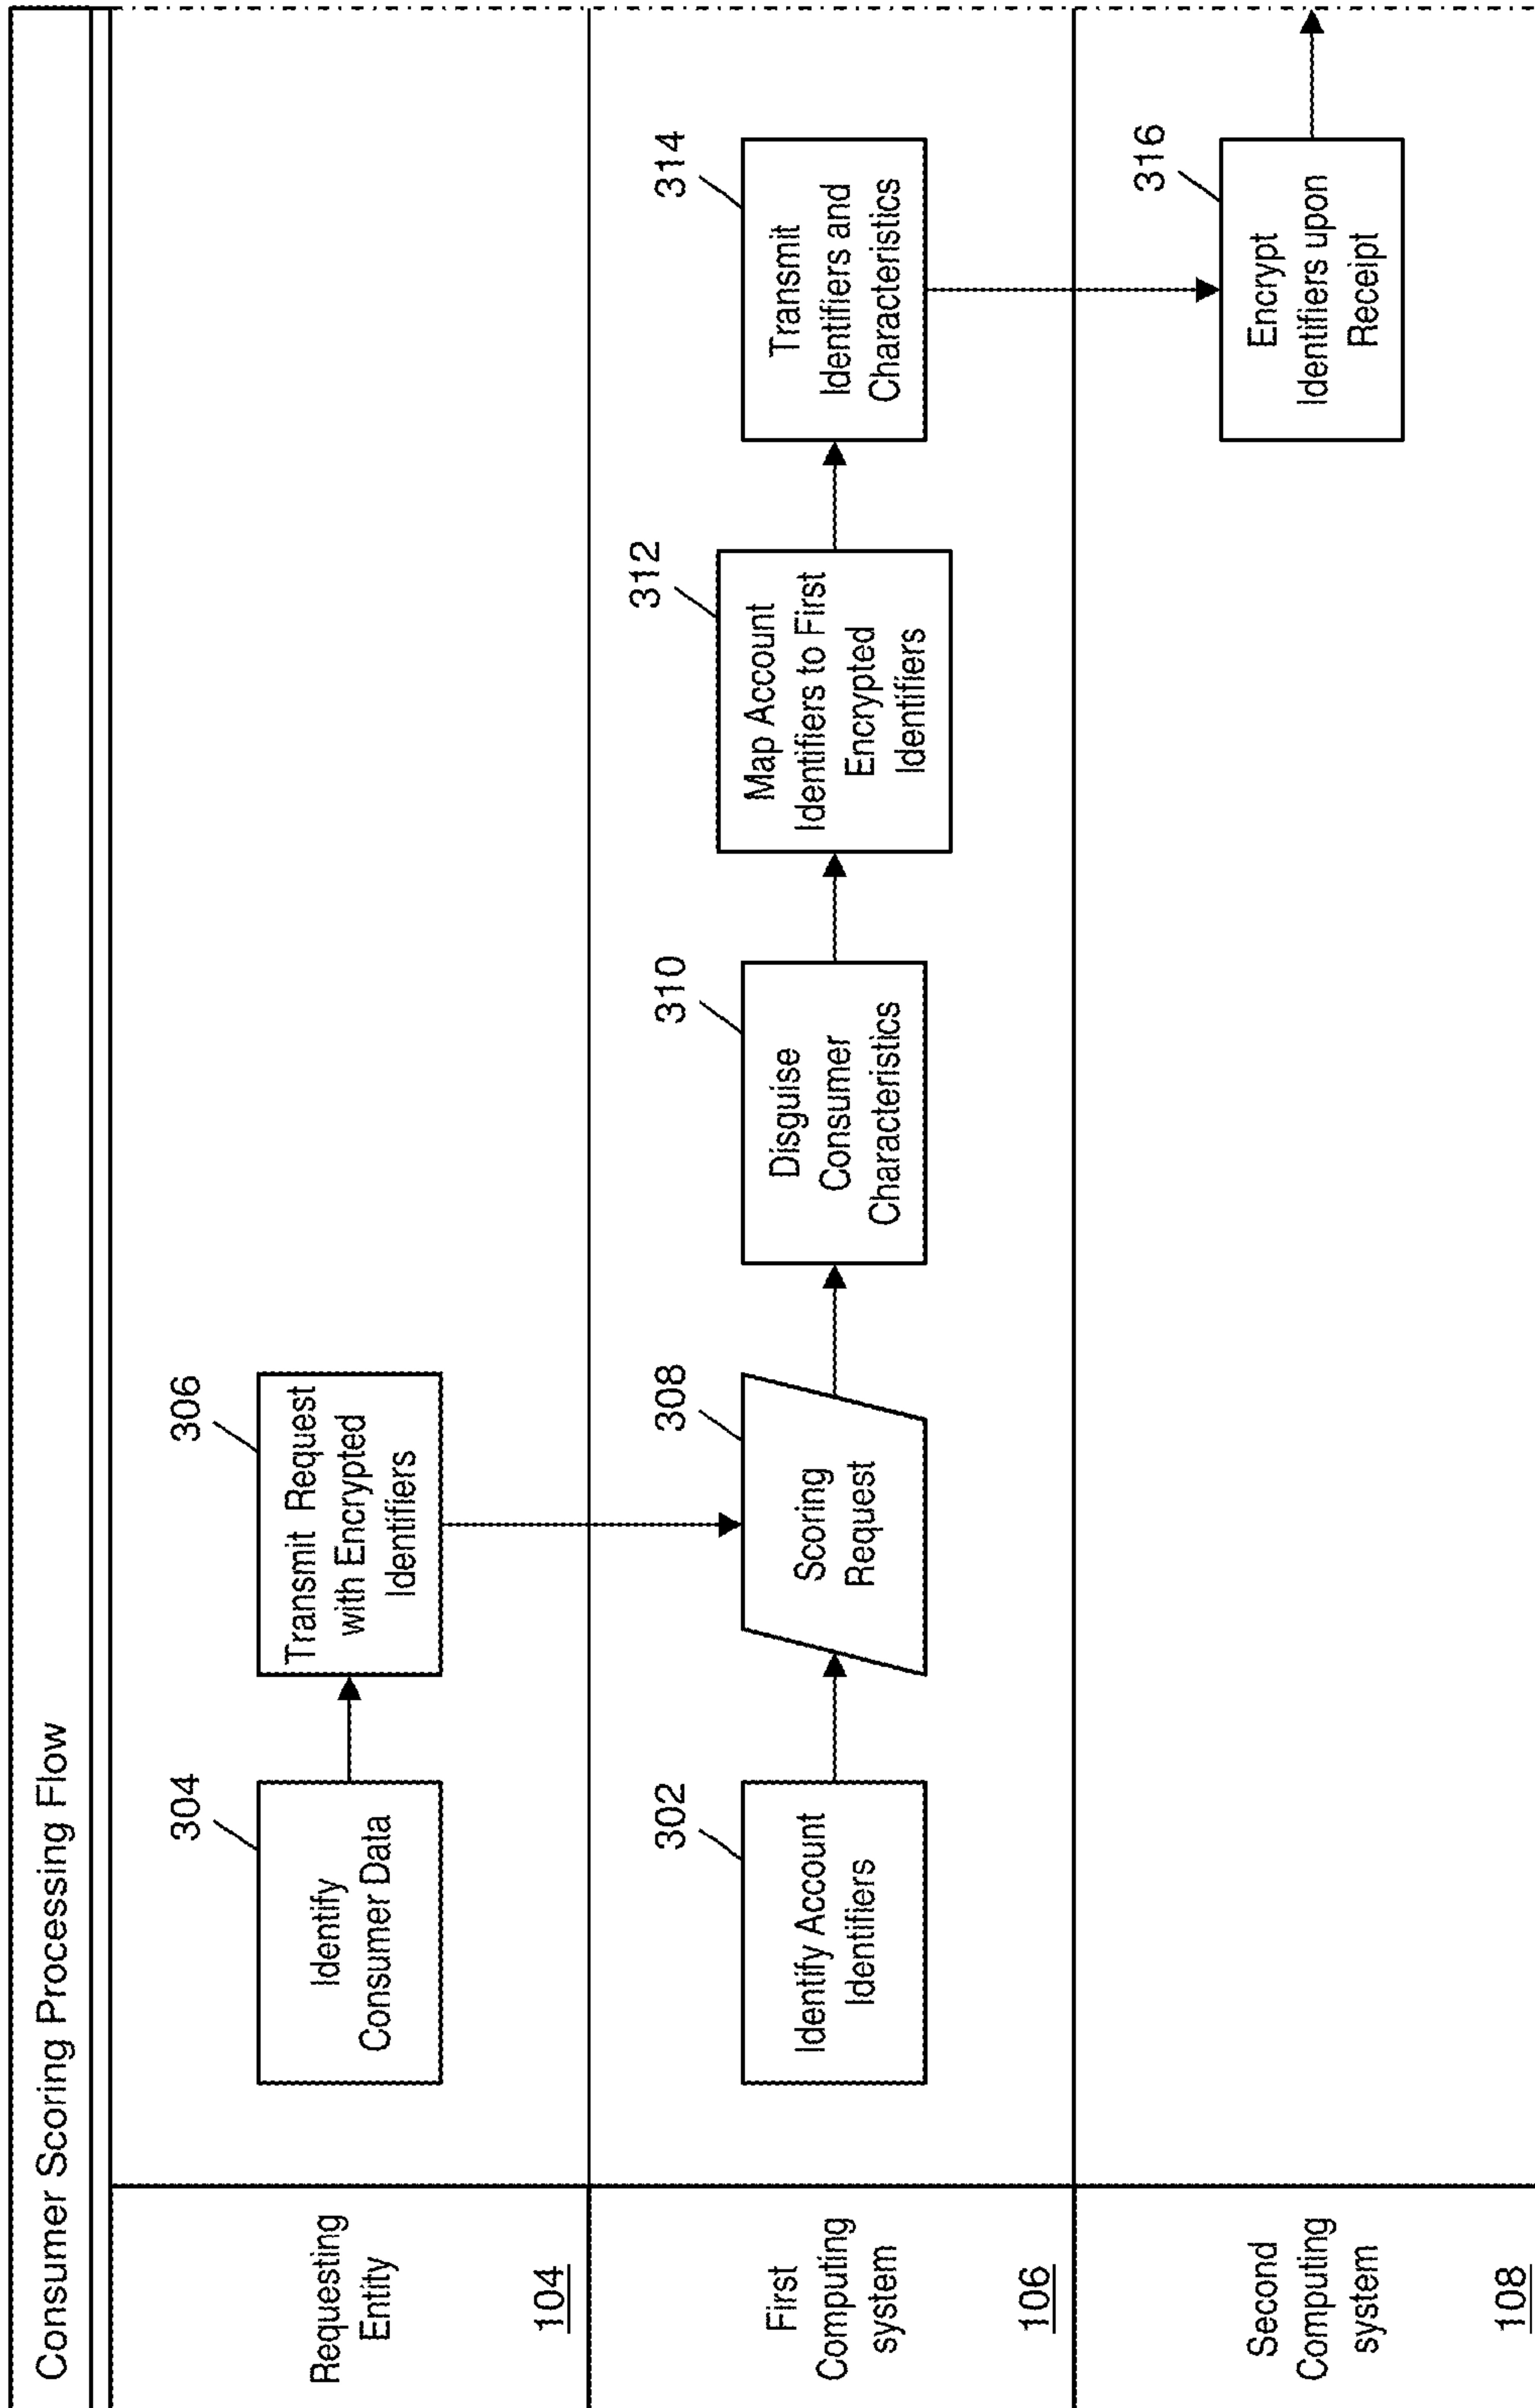 Consumer Scoring Processing Flow
Requesting
Entity
104
304
Identify
Consumer Data
306
Transmit Request
with Encrypted
Identifiers
First
Computing
system
106
302
Identify Account
Identifiers
308
Scoring
Request
310
Disguise
Consumer
Characteristics
312
Map Account
Identifiers to First
Encrypted
Identifiers
314
Transmit
Identifiers and
Characteristics
Second
Computing
system
108
316
Encrypt
Identifiers upon
Receipt